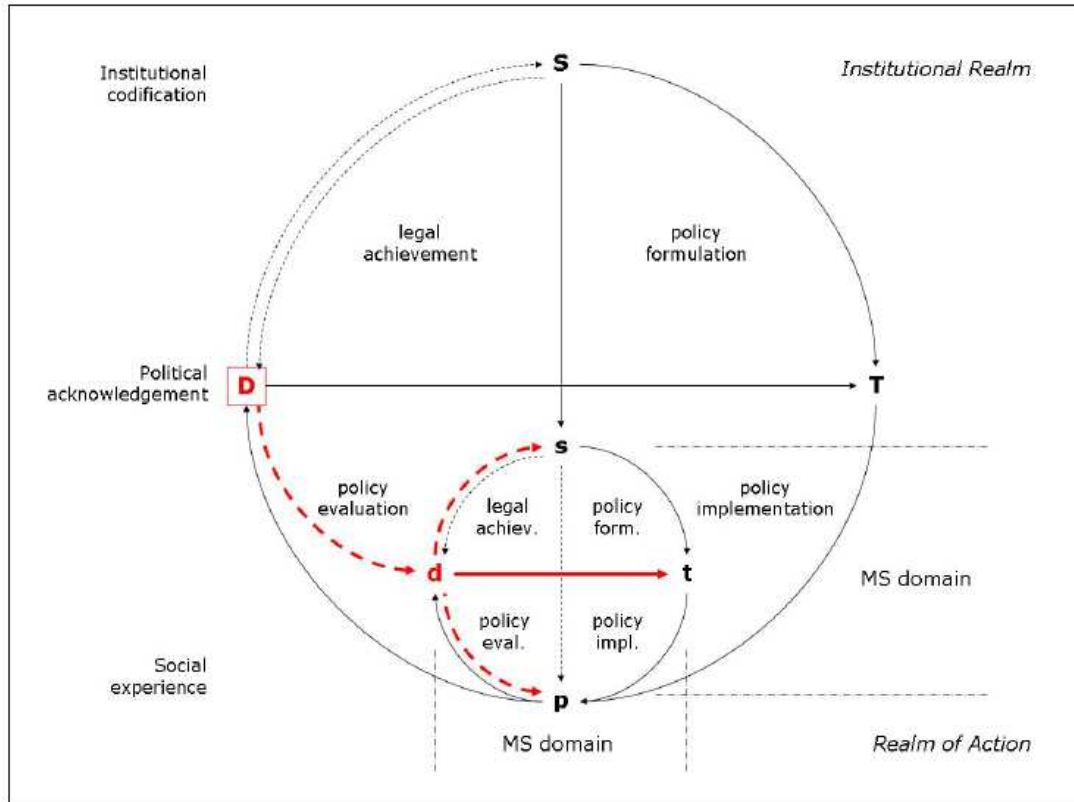 Institutional
codification
S
Institutional Realm
legal
achievement
policy
formulation
Political
acknowledgement
D
T
s
policy
evaluation
legal
achiev.
policy
form.
policy
implementation
d
t
MS domain
policy
eval.
policy
impl.
Social
experience
p
MS domain
Realm of Action